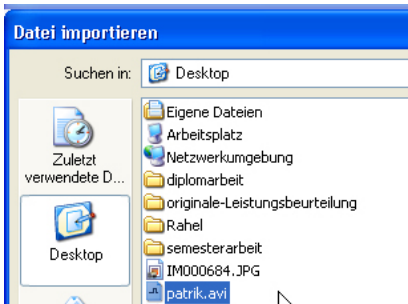 Datei importieren
Suchen in:
Desktop
Zuletzt
verwendete D...
Desktop
Eigene Dateien
Arbeitsplatz
Netzwerkumgebung
diplomarbeit
originale-Leistungsbeurteilung
Rahel
semesterarbeit
IM000684.JPG
patrik.avi